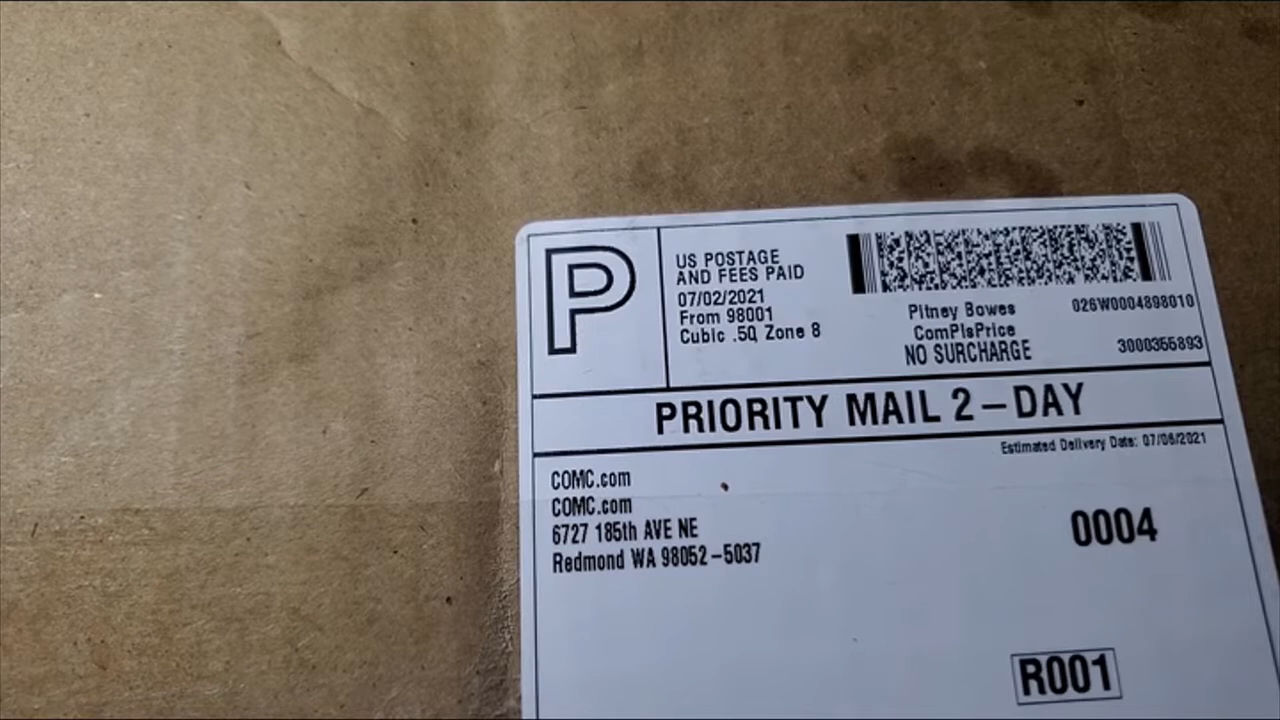 P
US POSTAGE
AND FEES PAID
07/02/2021
From 98001
Cubic .50 Zone 8
Pitney Bowes
ComPlsPrice
NO SURCHARGE
026W0004898010
3000355893
PRIORITY MAIL 2-DAY
Estimated Delivery Date: 07/06/2021
COMC.com
COMC.com
6727 185th AVE NE
Redmond WA 98052-5037
0004
R001